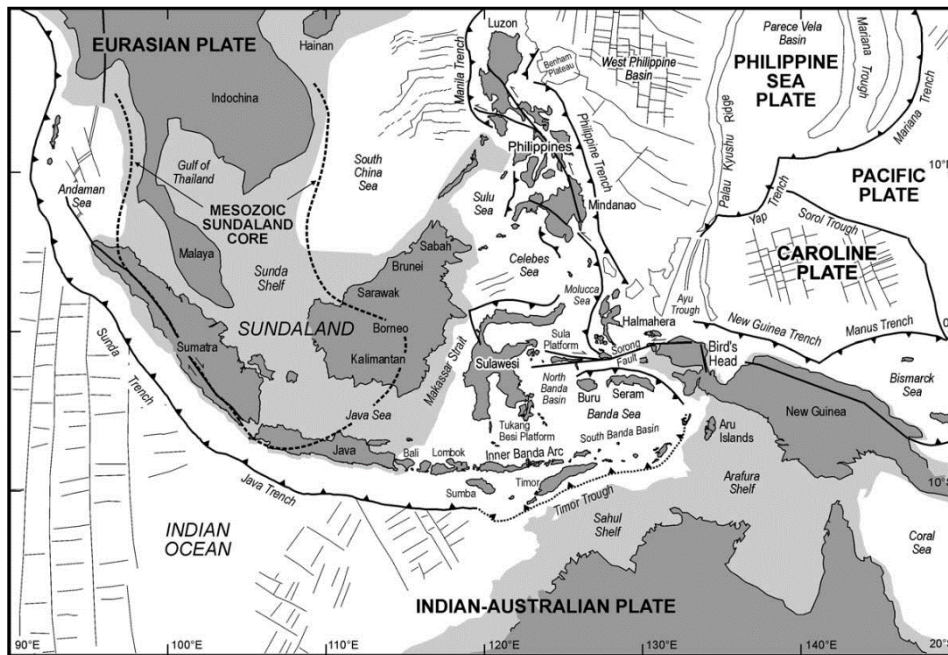 EURASIAN PLATE
Hainan
Luzon
Manila Trench
Benham
Plateau
West Philippine
Basin
Parece Vela
Basin
Mariana
Trough
PHILIPPINE
SEA
PLATE
Mariana Trench
Indochina
Gulf of
Thailand
South
China
Sea
Philippines
Philippine Trench
Palau Kyushu Ridge
10°N
PACIFIC
PLATE
Andaman
Sea
MESOZOIC
SUNDALAND
CORE
Sulu
Sea
Mindanao
Yap Trench
Sorol Trough
CAROLINE
PLATE
Malaya
Sunda
Shelf
Sabah
Brunei
Sarawak
Celebes
Sea
Molucca
Sea
Ayu
Trough
SUNDALAND
Borneo
Kalimantan
Makassar Strait
Sula
Platform
Halmahera
New Guinea Trench
Manus Trench
0°
Sunda
Trench
Sumatra
Sulawesi
Sorong
Fault
Bird's
Head
Bismarck
Sea
North
Banda
Basin
Buru
Seram
Banda Sea
New Guinea
Java Sea
Tukang
Besi Platform
South Banda Basin
Aru
Islands
Java
Bali
Lombok
Inner Banda Arc
Java Trench
Sumba
Timor
Timor Trough
Arafura
Shelf
10°S
Sahul
Shelf
INDIAN
OCEAN
Coral
Sea
INDIAN-AUSTRALIAN PLATE
90°E
100°E
110°E
120°E
130°E
140°E